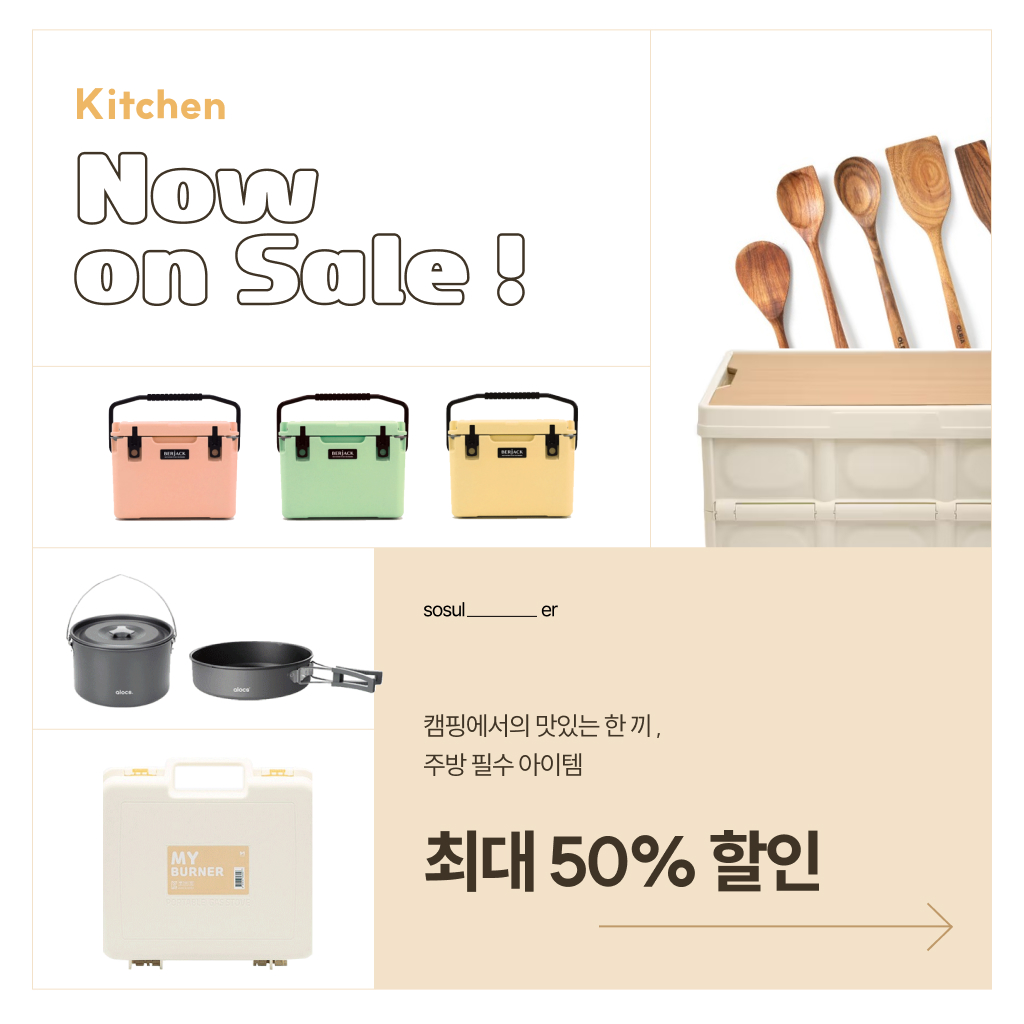 Kitchen
Now
on Sale !
BERJACK
BERJACK
BERJACK
alocs.
alocs
MY
BURNER
sosul______ er
캠핑에서의 맛있는 한 끼 ,
주방 필수 아이템
최대 50% 할인